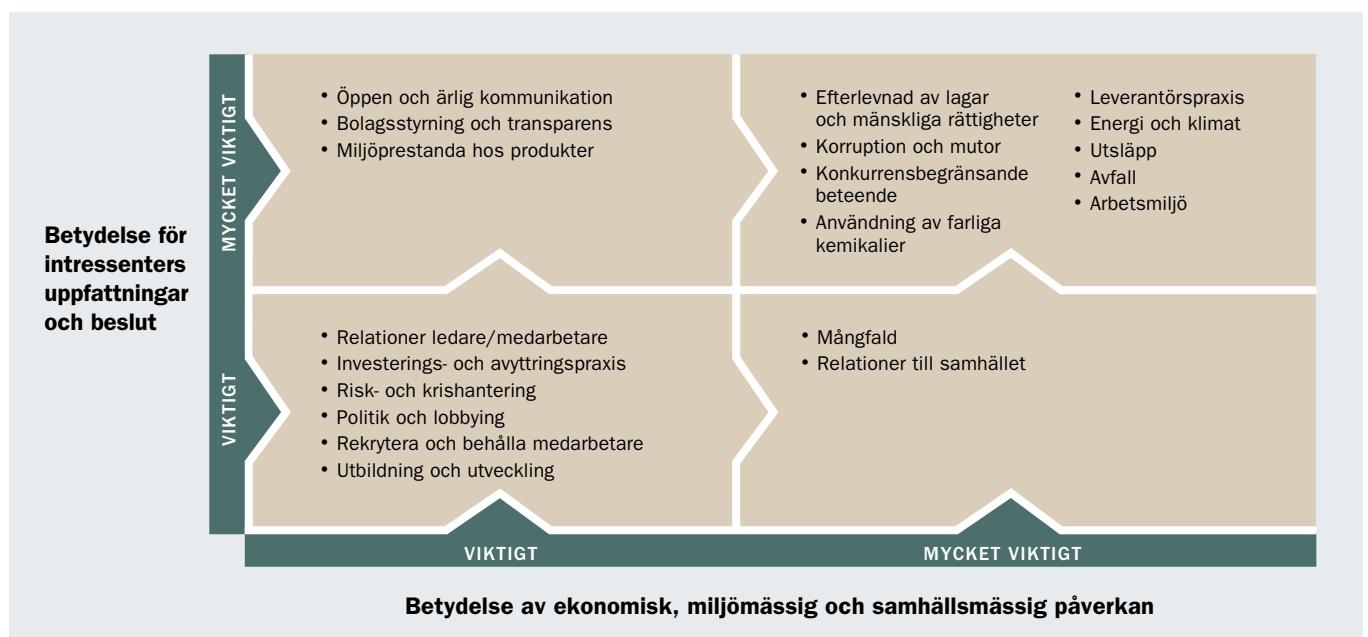 Betydelse för
intressenters
uppfattningar
och beslut
MYCKET VIKTIGT
• Öppen och ärlig kommunikation
• Bolagsstyrning och transparens
• Miljöprestanda hos produkter
• Efterlevnad av lagar
och mänskliga rättigheter
• Korruption och mutor
• Konkurrensbegränsande
beteende
• Användning av farliga
kemikalier
• Leverantörspraxis
• Energi och klimat
• Utsläpp
• Avfall
• Arbetsmiljö
VIKTIGT
• Relationer ledare/medarbetare
• Investerings- och avyttringspraxis
• Risk- och krishantering
• Politik och lobbying
• Rekrytera och behålla medarbetare
• Utbildning och utveckling
• Mångfald
• Relationer till samhället
VIKTIGT
MYCKET VIKTIGT
Betydelse av ekonomisk, miljömässig och samhällsmässig påverkan